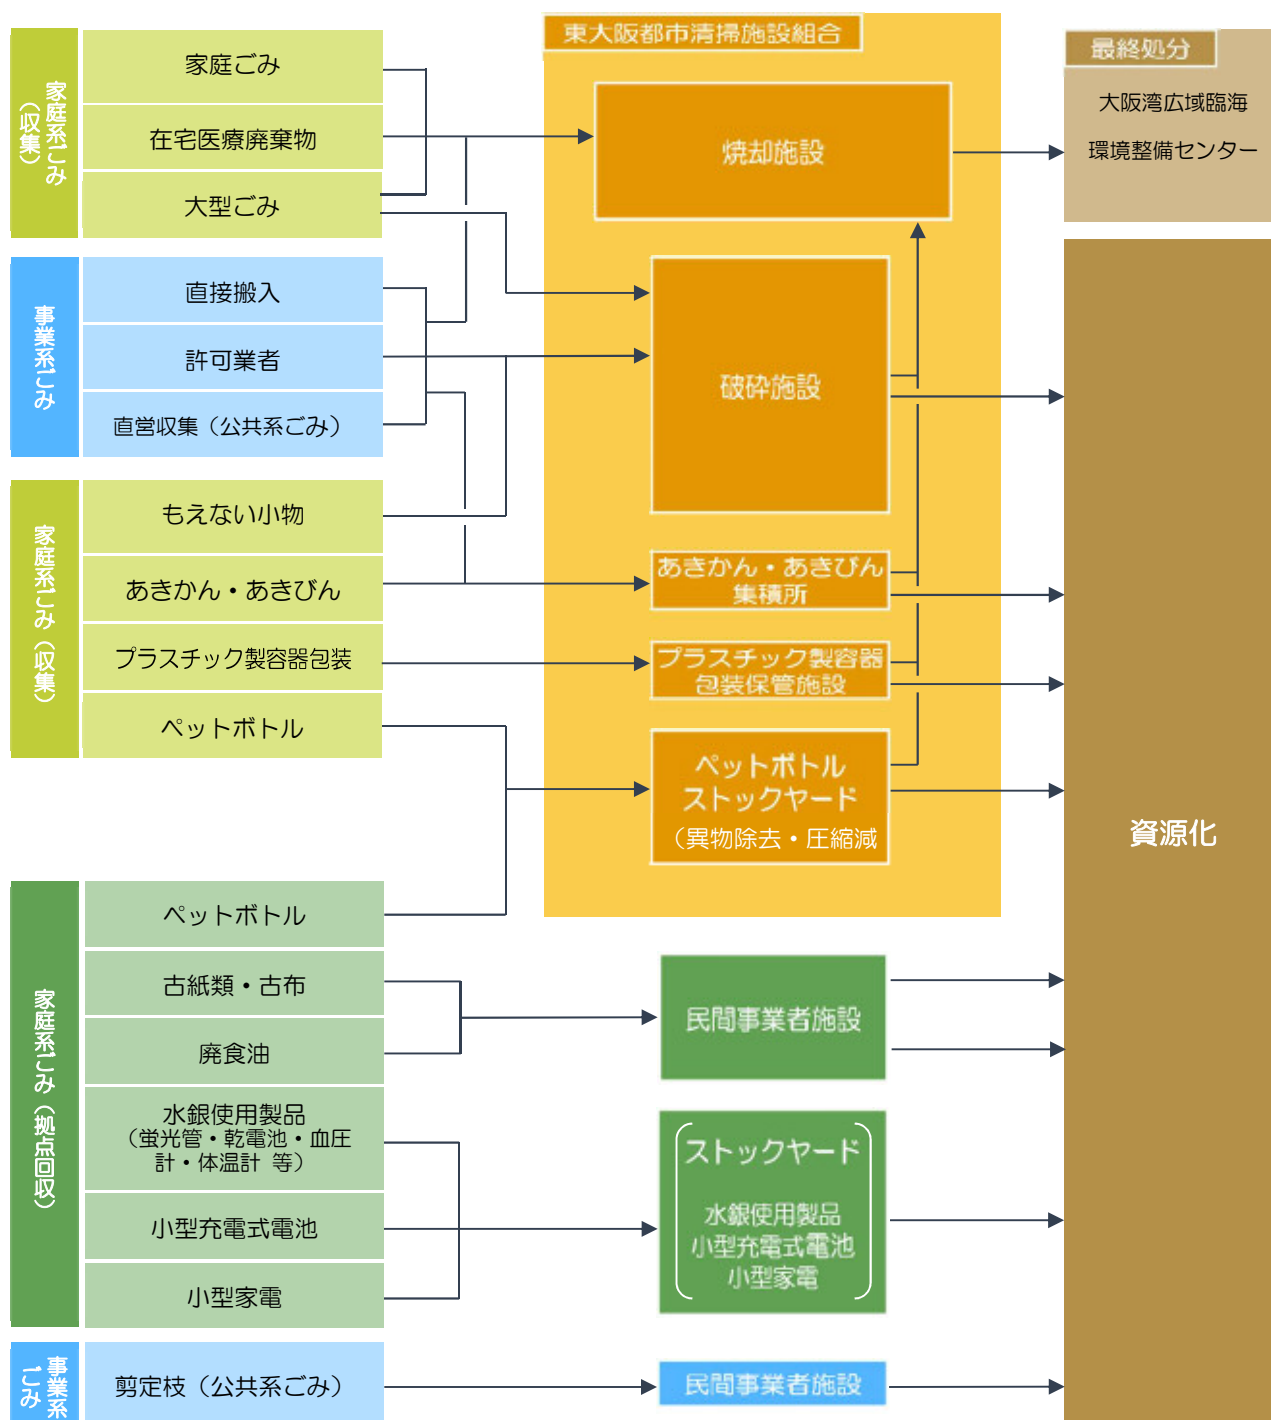 東大阪都市清掃施設組合
最終処分
大阪湾広域臨海
環境整備センター
家庭系ごみ
（収集）
家庭ごみ
在宅医療廃棄物
大型ごみ
焼却施設
事業系ごみ
直接搬入
許可業者
直営収集（公共系ごみ）
破砕施設
家庭系ごみ（収集）
もえない小物
あきかん・あきびん
プラスチック製容器包装
ペットボトル
あきかん・あきびん
集積所
プラスチック製容器
包装保管施設
ペットボトル
ストックヤード
（異物除去・圧縮減
資源化
家庭系ごみ（拠点回収）
ペットボトル
古紙類・古布
廃食油
水銀使用製品
（蛍光管・乾電池・血圧
計・体温計 等）
小型充電式電池
小型家電
民間事業者施設
ストックヤード
水銀使用製品
小型充電式電池
小型家電
事業系
ごみ
剪定枝（公共系ごみ）
民間事業者施設